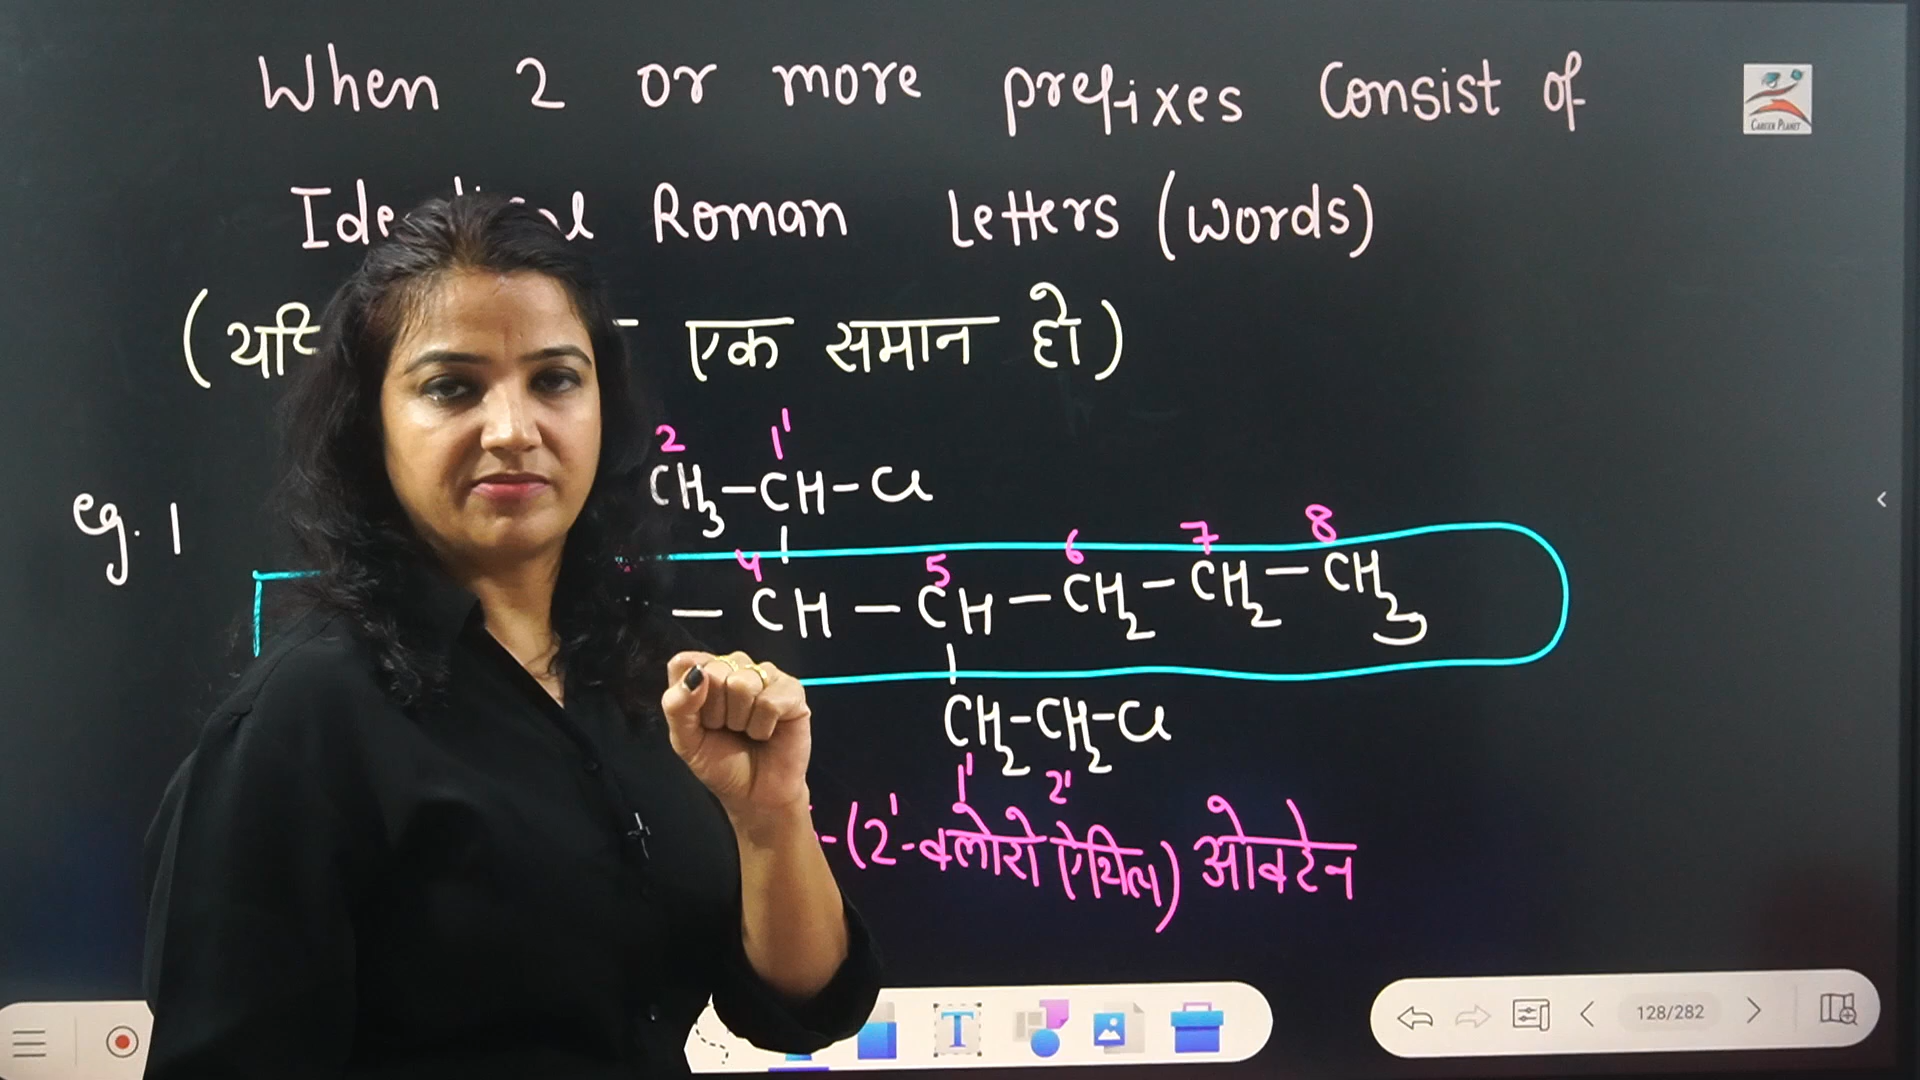 When 2 or more prefixes Consist of
CAREER PLANET
Roman Letters (words)
( एक समान हो)
2 1'
CH3-CH-Cl
eg. 1
4 5 6 7 8
- CH - CH - CH2 - CH2 - CH3
CH2-CH2-Cl
1' 2'
-(2'-क्लोरो ऐथिल) ओक्टेन
T
128/282